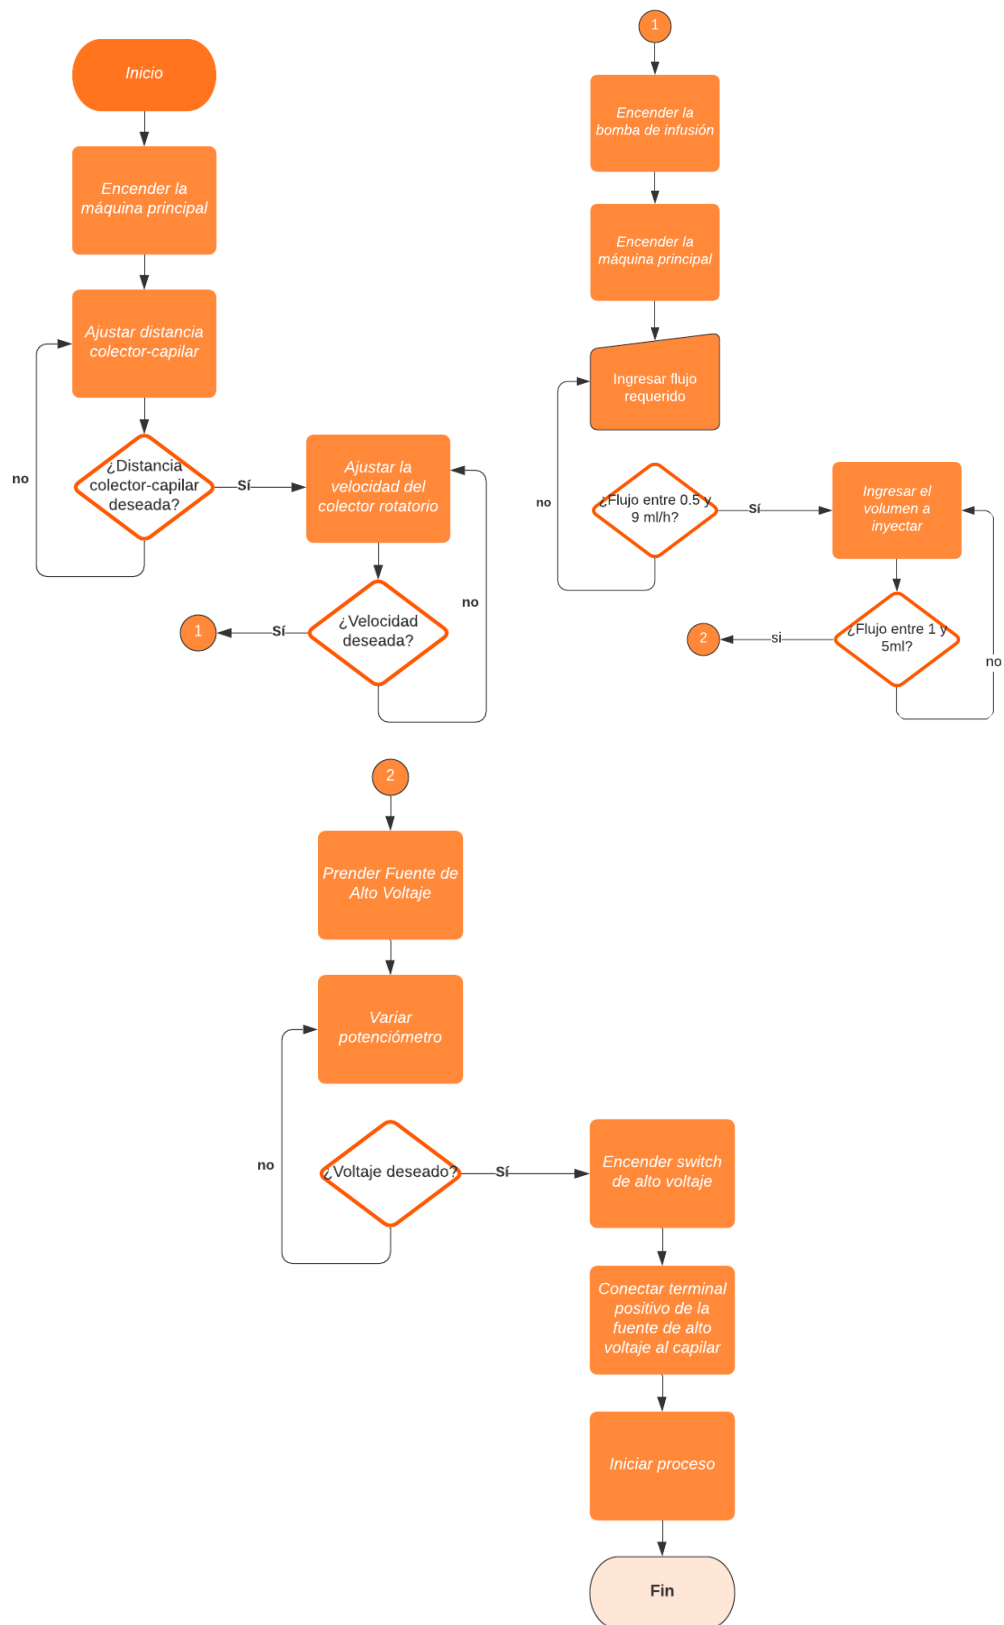 Inicio
Encender la
máquina principal
Ajustar distancia
colector-capilar
¿Distancia
colector-capilar
deseada?
no
Sí
Ajustar la
velocidad del
colector rotatorio
¿Velocidad
deseada?
no
Sí
1
1
Encender la
bomba de infusión
Encender la
máquina principal
Ingresar flujo
requerido
¿Flujo entre 0.5 y
9 ml/h?
no
Sí
Ingresar el
volumen a
inyectar
¿Flujo entre 1 y
5ml?
no
si
2
2
Prender Fuente de
Alto Voltaje
Variar
potenciómetro
¿Voltaje deseado?
no
Sí
Encender switch
de alto voltaje
Conectar terminal
positivo de la
fuente de alto
voltaje al capilar
Iniciar proceso
Fin